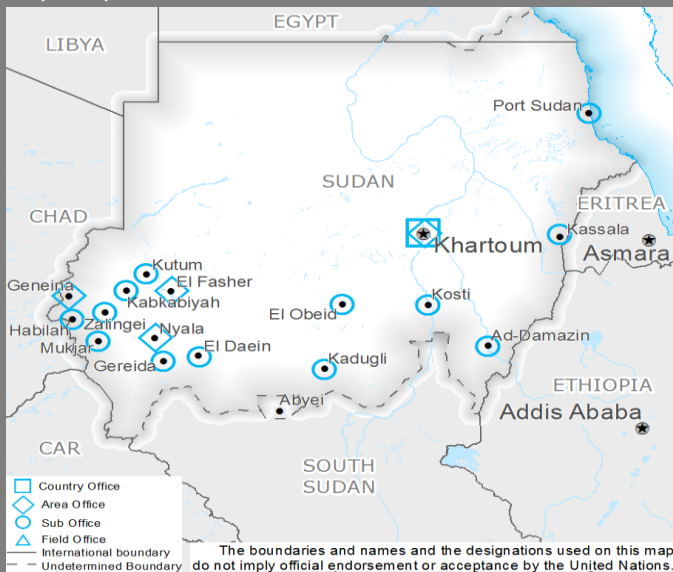 EGYPT
LIBYA
Port Sudan
SUDAN
CHAD
ERITREA
Kassala
Khartoum
Asmara
Kutum
Geneina
El Fasher
Kabkabiyah
Kosti
El Obeid
Habilah
Zalingei
Nyala
Mukjar
El Daein
Ad-Damazin
Gereida
Kadugli
ETHIOPIA
Abyei
Addis Ababa
CAR
SOUTH
SUDAN
Country Office
Area Office
Sub Office
Field Office
International boundary
Undetermined Boundary
The boundaries and names and the designations used on this map
do not imply official endorsement or acceptance by the United Nations.